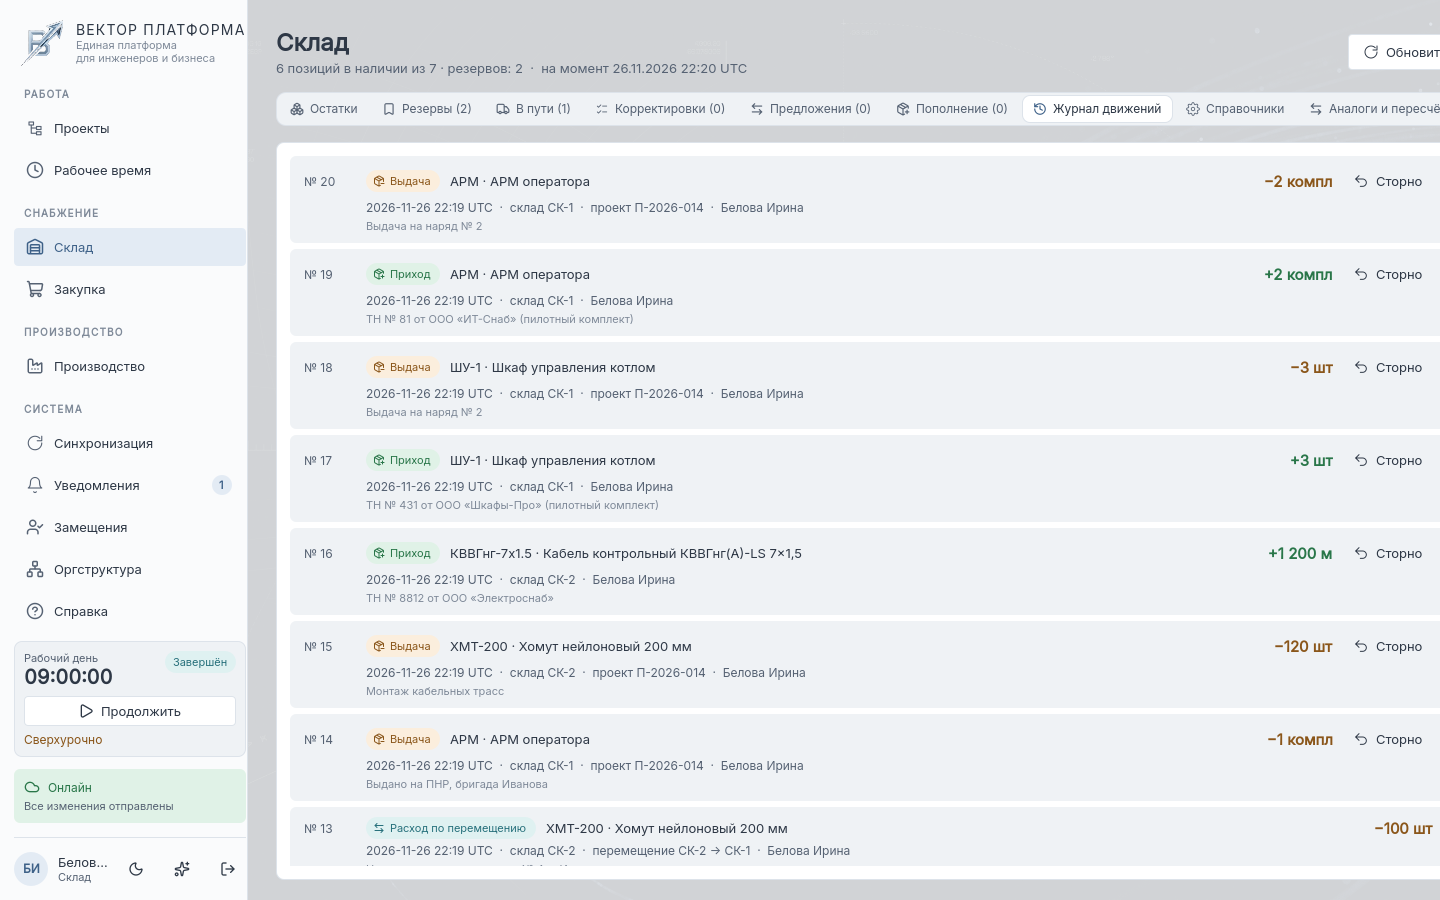 ВЕКТОР ПЛАТФОРМА
Единая платформа
для инженеров и бизнеса
РАБОТА
Проекты
Рабочее время
СНАБЖЕНИЕ
Склад
Закупка
ПРОИЗВОДСТВО
Производство
СИСТЕМА
Синхронизация
Уведомления 1
Замещения
Оргструктура
Справка
Рабочий день Завершён
09:00:00
Продолжить
Сверхурочно
Онлайн
Все изменения отправлены
БИ Белов...
Склад
Склад
6 позиций в наличии из 7 · резервов: 2 · на момент 26.11.2026 22:20 UTC
Обновит
Остатки Резервы (2) В пути (1) Корректировки (0) Предложения (0) Пополнение (0) Журнал движений Справочники Аналоги и пересчё
№ 20 Выдача АРМ · АРМ оператора −2 компл Сторно
2026-11-26 22:19 UTC · склад СК-1 · проект П-2026-014 · Белова Ирина
Выдача на наряд № 2
№ 19 Приход АРМ · АРМ оператора +2 компл Сторно
2026-11-26 22:19 UTC · склад СК-1 · Белова Ирина
ТН № 81 от ООО «ИТ-Снаб» (пилотный комплект)
№ 18 Выдача ШУ-1 · Шкаф управления котлом −3 шт Сторно
2026-11-26 22:19 UTC · склад СК-1 · проект П-2026-014 · Белова Ирина
Выдача на наряд № 2
№ 17 Приход ШУ-1 · Шкаф управления котлом +3 шт Сторно
2026-11-26 22:19 UTC · склад СК-1 · Белова Ирина
ТН № 431 от ООО «Шкафы-Про» (пилотный комплект)
№ 16 Приход КВВГнг-7х1.5 · Кабель контрольный КВВГнг(А)-LS 7×1,5 +1 200 м Сторно
2026-11-26 22:19 UTC · склад СК-2 · Белова Ирина
ТН № 8812 от ООО «Электроснаб»
№ 15 Выдача ХМТ-200 · Хомут нейлоновый 200 мм −120 шт Сторно
2026-11-26 22:19 UTC · склад СК-2 · проект П-2026-014 · Белова Ирина
Монтаж кабельных трасс
№ 14 Выдача АРМ · АРМ оператора −1 компл Сторно
2026-11-26 22:19 UTC · склад СК-1 · проект П-2026-014 · Белова Ирина
Выдано на ПНР, бригада Иванова
№ 13 Расход по перемещению ХМТ-200 · Хомут нейлоновый 200 мм −100 шт
2026-11-26 22:19 UTC · склад СК-2 · перемещение СК-2 → СК-1 · Белова Ирина